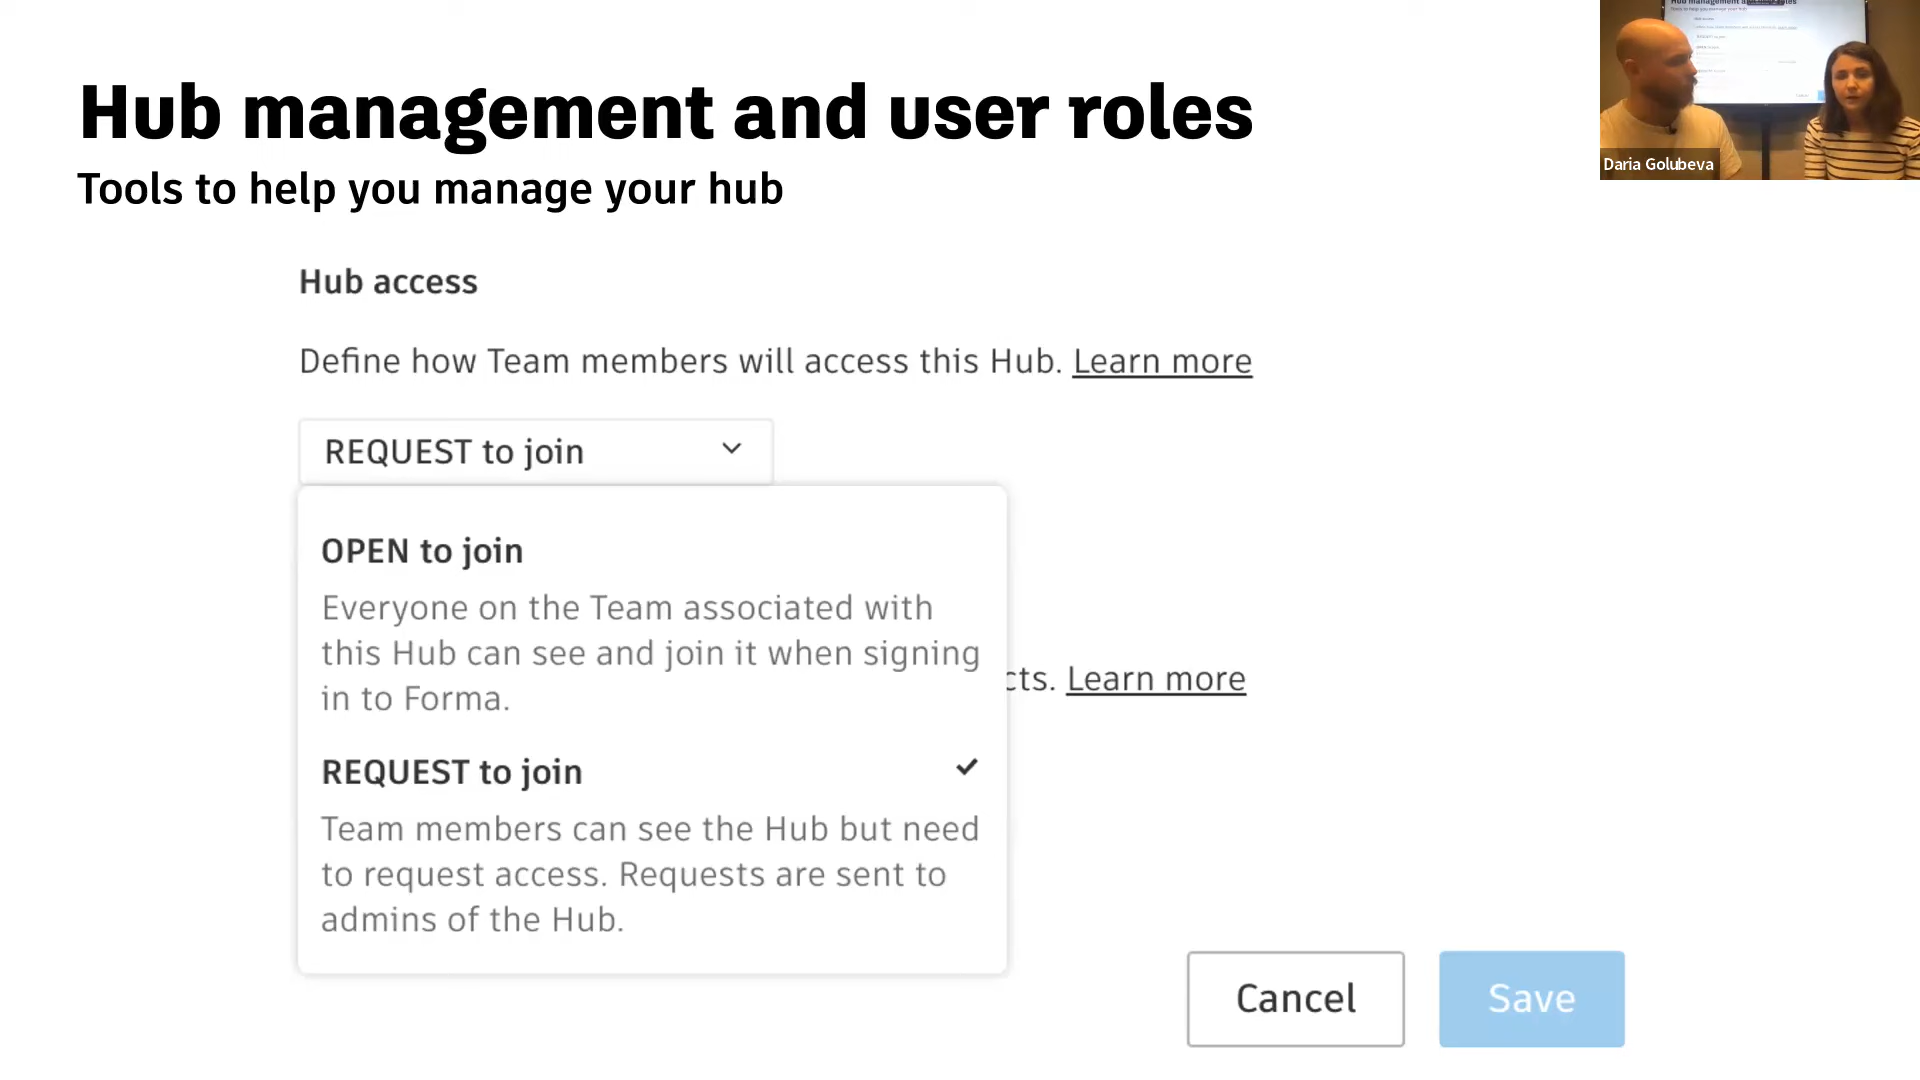 Hub management and user roles
Tools to help you manage your hub
Daria Golubeva
Hub access
Define how Team members will access this Hub. Learn more
REQUEST to join
OPEN to join
Everyone on the Team associated with
this Hub can see and join it when signing
in to Forma.
cts. Learn more
REQUEST to join
Team members can see the Hub but need
to request access. Requests are sent to
admins of the Hub.
Cancel
Save